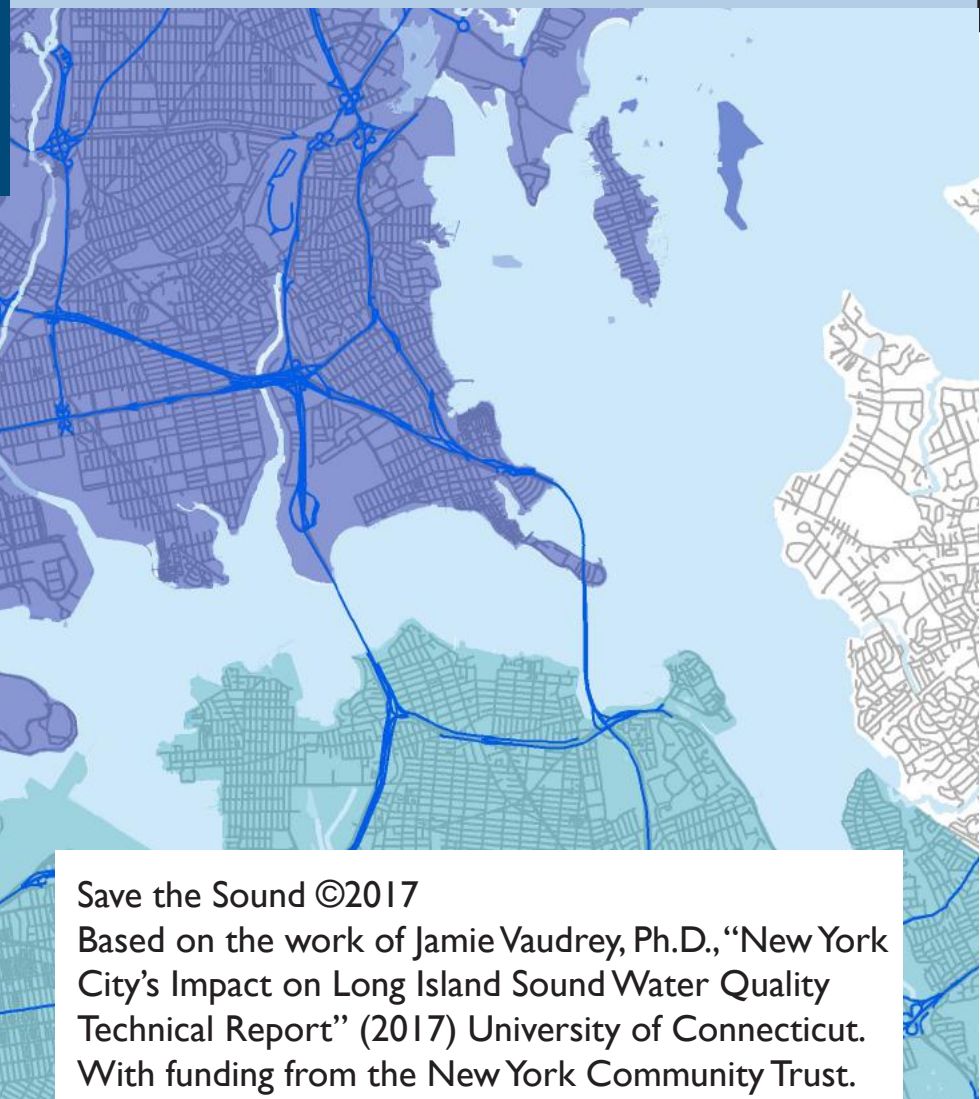 Save the Sound ©2017
Based on the work of Jamie Vaudrey, Ph.D., “New York
City’s Impact on Long Island Sound Water Quality
Technical Report” (2017) University of Connecticut.
With funding from the New York Community Trust.